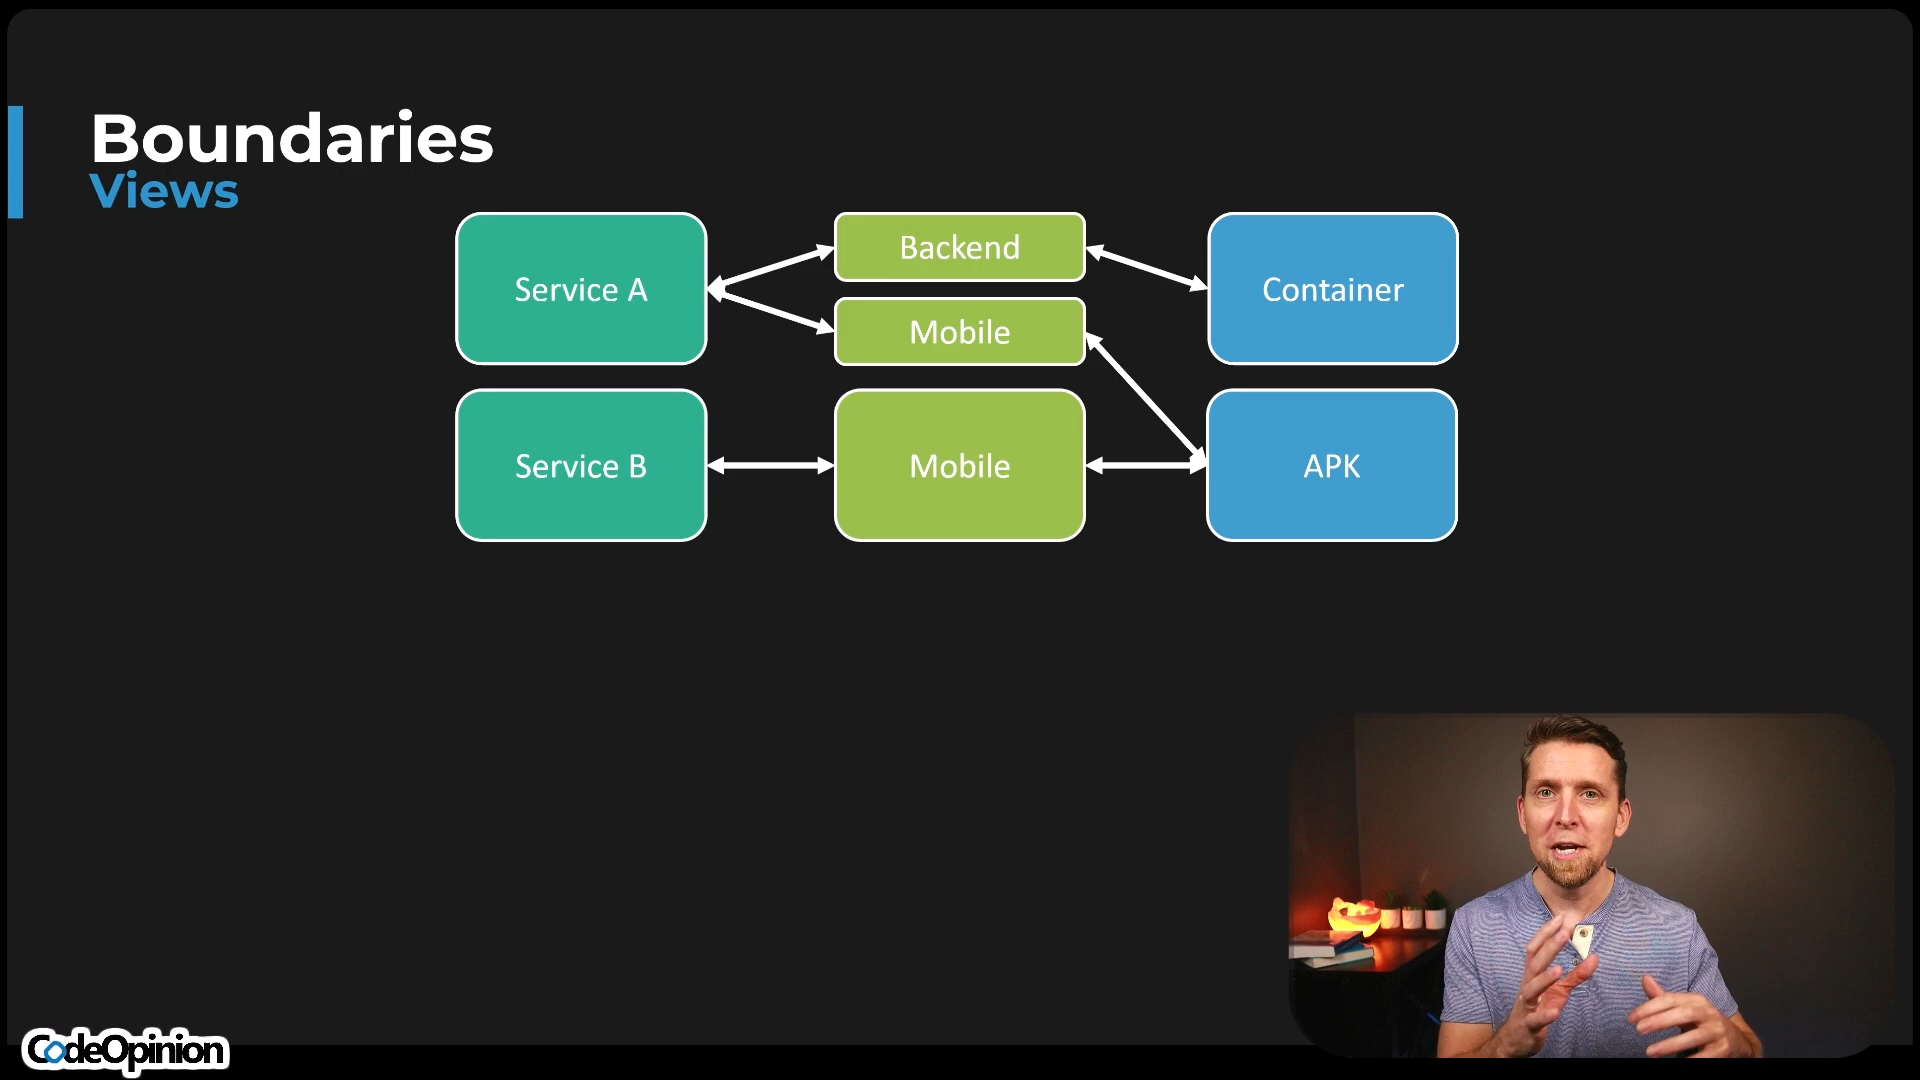 Boundaries
Views
Service A
Backend
Mobile
Container
Service B
Mobile
APK
CodeOpinion